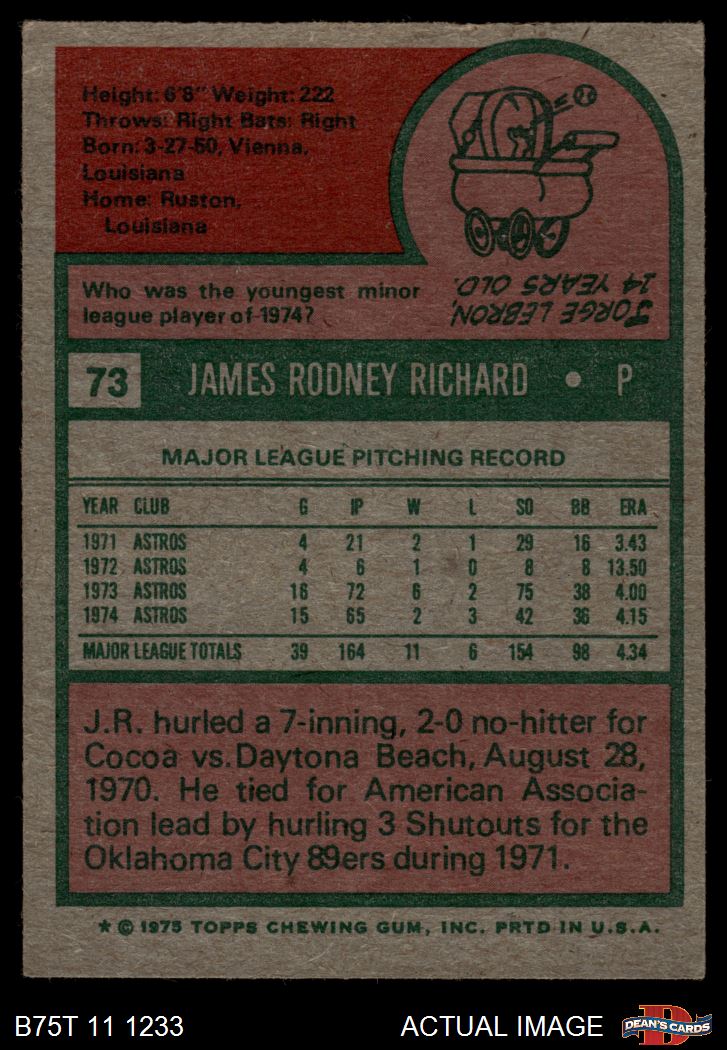 Height: 6'8" Weight: 222
Throws: Right Bats: Right
Born: 3-27-50, Vienna,
Louisiana
Home: Ruston,
Louisiana
Who was the youngest minor
league player of 1974?
JORGE LEBRON,
14 YEARS OLD.
73 JAMES RODNEY RICHARD • P
MAJOR LEAGUE PITCHING RECORD
YEAR CLUB G IP W L SO BB ERA
1971 ASTROS 4 21 2 1 29 16 3.43
1972 ASTROS 4 6 1 0 8 8 13.50
1973 ASTROS 16 72 6 2 75 38 4.00
1974 ASTROS 15 65 2 3 42 36 4.15
MAJOR LEAGUE TOTALS 39 164 11 6 154 98 4.34
J.R. hurled a 7-inning, 2-0 no-hitter for
Cocoa vs. Daytona Beach, August 28,
1970. He tied for American Associa-
tion lead by hurling 3 Shutouts for the
Oklahoma City 89ers during 1971.
★ © 1975 TOPPS CHEWING GUM, INC. PRTD IN U.S.A.
B75T 11 1233 ACTUAL IMAGE
DEAN'S CARDS